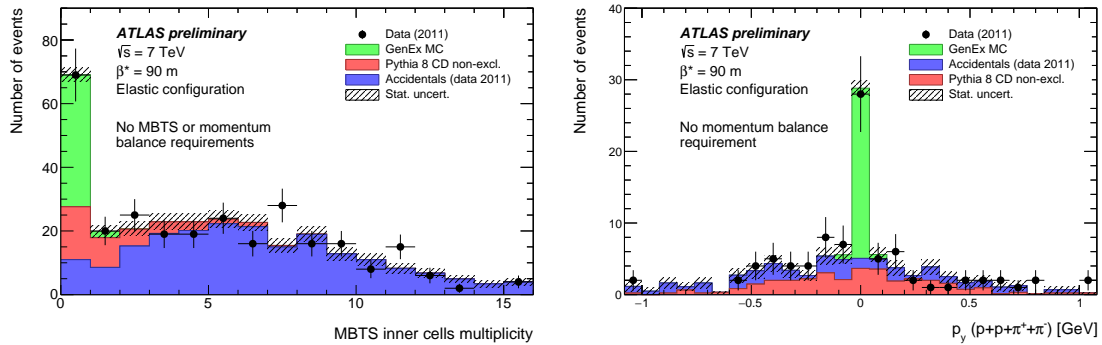 Number of events
80
60
40
20
0
ATLAS preliminary
√s = 7 TeV
β* = 90 m
Elastic configuration
No MBTS or momentum
balance requirements
Data (2011)
GenEx MC
Pythia 8 CD non-excl.
Accidentals (data 2011)
Stat. uncert.
0 5 10 15
MBTS inner cells multiplicity
Number of events
40
30
20
10
0
ATLAS preliminary
√s = 7 TeV
β* = 90 m
Elastic configuration
No momentum balance
requirement
Data (2011)
GenEx MC
Pythia 8 CD non-excl.
Accidentals (data 2011)
Stat. uncert.
−1 −0.5 0 0.5 1
p_y (p+p+π⁺+π⁻) [GeV]